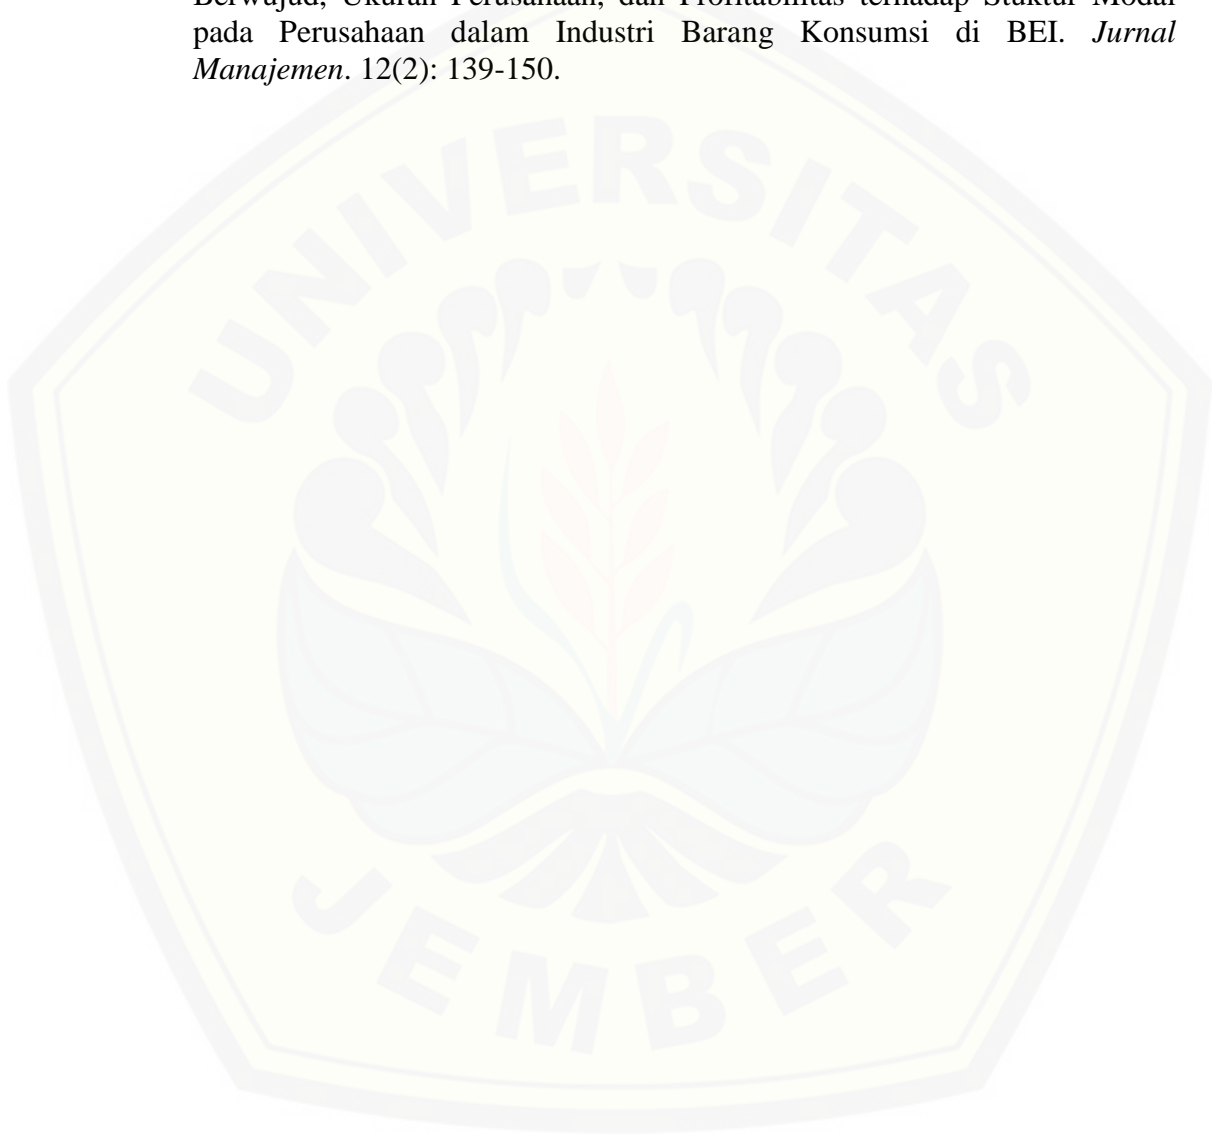 Berwujud, Ukuran Perusahaan, dan Profitabilitas terhadap Stuktur Modal
pada Perusahaan dalam Industri Barang Konsumsi di BEI. Jurnal
Manajemen. 12(2): 139-150.
UNIVERSITAS
JEMBER